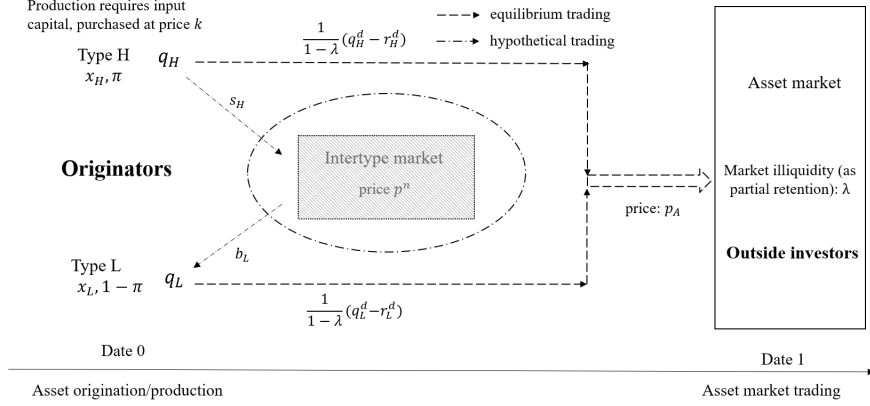 Production requires input
capital, purchased at price k
equilibrium trading
hypothetical trading
Type H
x_H, π
q_H
1/(1 − λ) (q_H^d − r_H^d)
s_H
Asset market
Originators
Intertype market
price p^n
Market illiquidity (as
partial retention): λ
price: p_A
b_L
Outside investors
Type L
x_L, 1 − π
q_L
1/(1 − λ) (q_L^d − r_L^d)
Date 0
Date 1
Asset origination/production
Asset market trading